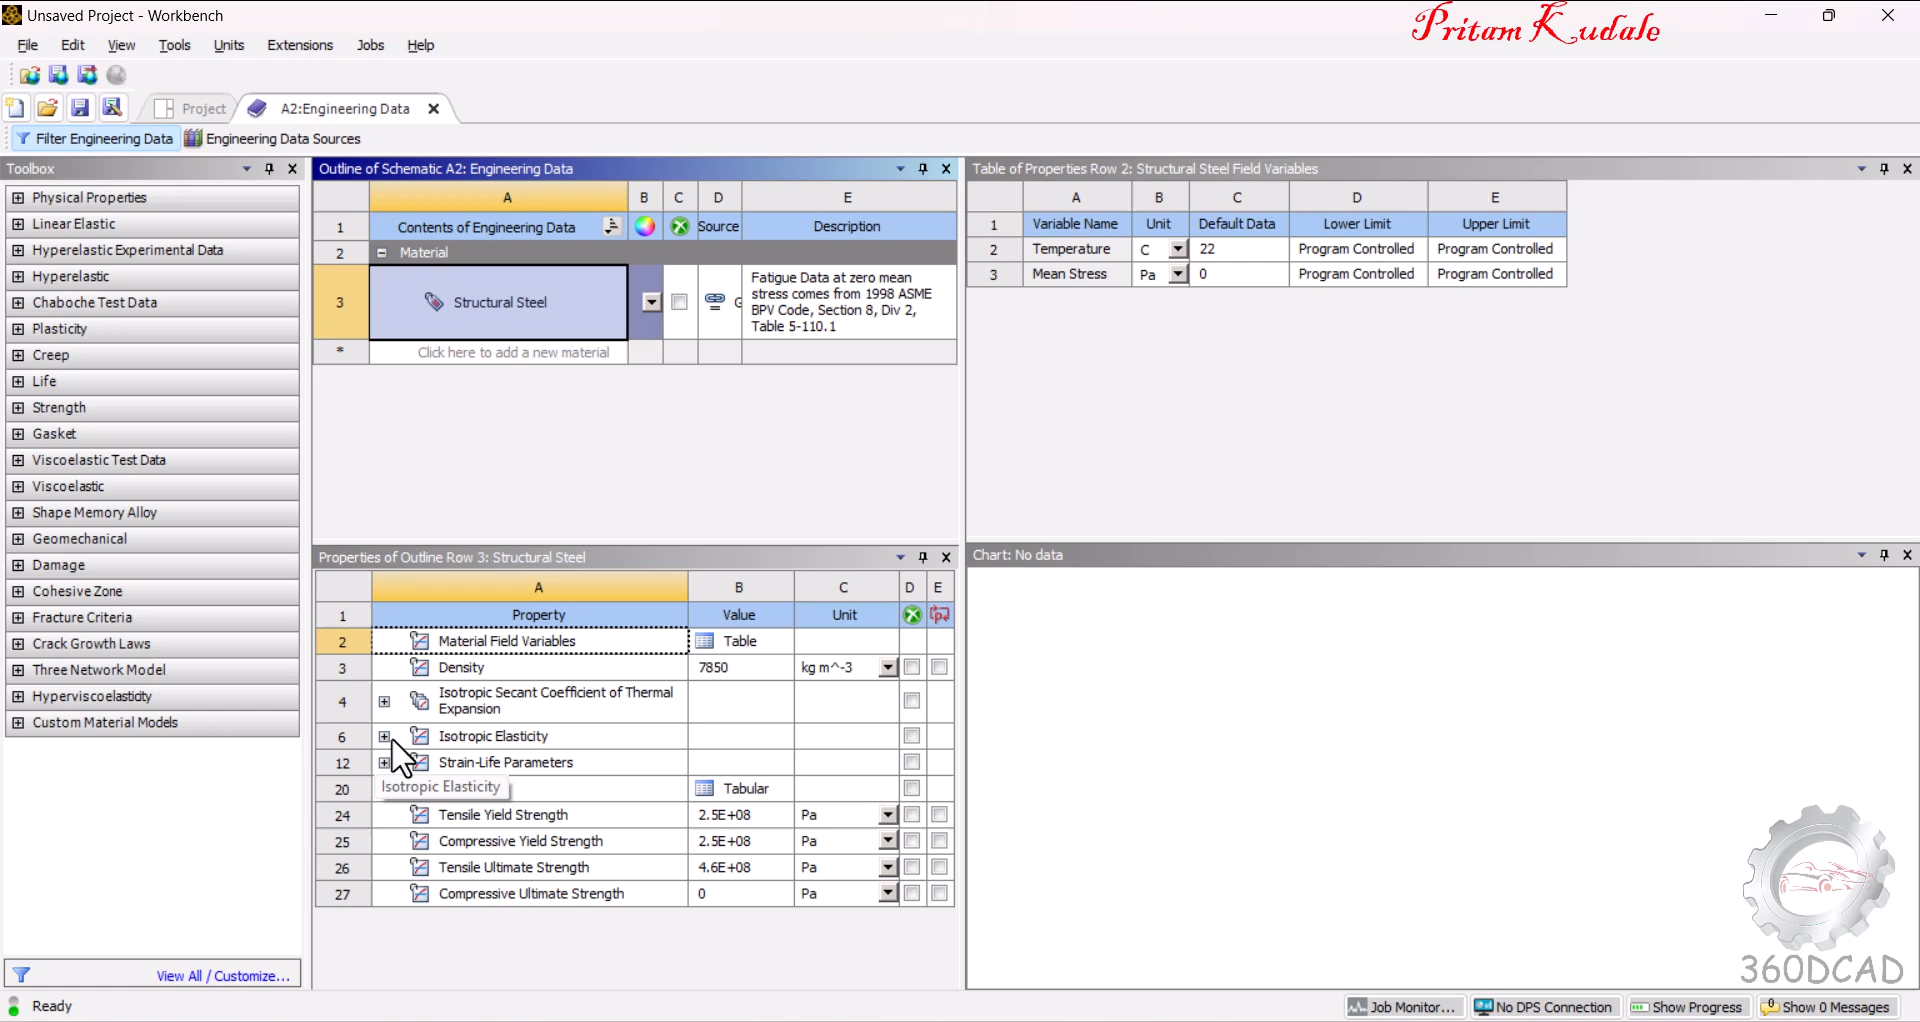 Unsaved Project - Workbench
Pritam Kudale
File Edit View Tools Units Extensions Jobs Help
Project A2:Engineering Data
Filter Engineering Data Engineering Data Sources
Toolbox
Physical Properties
Linear Elastic
Hyperelastic Experimental Data
Hyperelastic
Chaboche Test Data
Plasticity
Creep
Life
Strength
Gasket
Viscoelastic Test Data
Viscoelastic
Shape Memory Alloy
Geomechanical
Damage
Cohesive Zone
Fracture Criteria
Crack Growth Laws
Three Network Model
Hyperviscoelasticity
Custom Material Models
View All / Customize...
Outline of Schematic A2: Engineering Data
A B C D E
1 Contents of Engineering Data Source Description
2 Material
3 Structural Steel G Fatigue Data at zero mean
stress comes from 1998 ASME
BPV Code, Section 8, Div 2,
Table 5-110.1
* Click here to add a new material
Properties of Outline Row 3: Structural Steel
A B C D E
1 Property Value Unit
2 Material Field Variables Table
3 Density 7850 kg m^-3
4 Isotropic Secant Coefficient of Thermal
Expansion
6 Isotropic Elasticity
12 Strain-Life Parameters
20 Tabular
Isotropic Elasticity
24 Tensile Yield Strength 2.5E+08 Pa
25 Compressive Yield Strength 2.5E+08 Pa
26 Tensile Ultimate Strength 4.6E+08 Pa
27 Compressive Ultimate Strength 0 Pa
Table of Properties Row 2: Structural Steel Field Variables
A B C D E
1 Variable Name Unit Default Data Lower Limit Upper Limit
2 Temperature C 22 Program Controlled Program Controlled
3 Mean Stress Pa 0 Program Controlled Program Controlled
Chart: No data
360DCAD
Ready
Job Monitor... No DPS Connection Show Progress Show 0 Messages